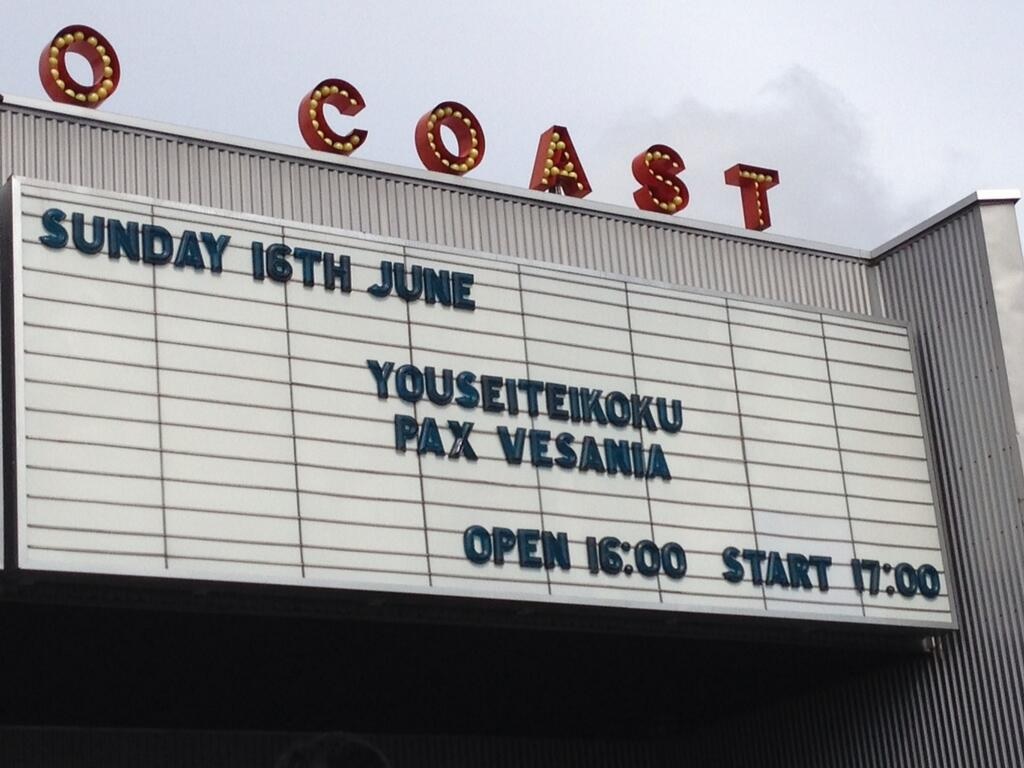 O COAST
SUNDAY 16TH JUNE
YOUSEITEIKOKU
PAX VESANIA
OPEN 16:00 START 17:00